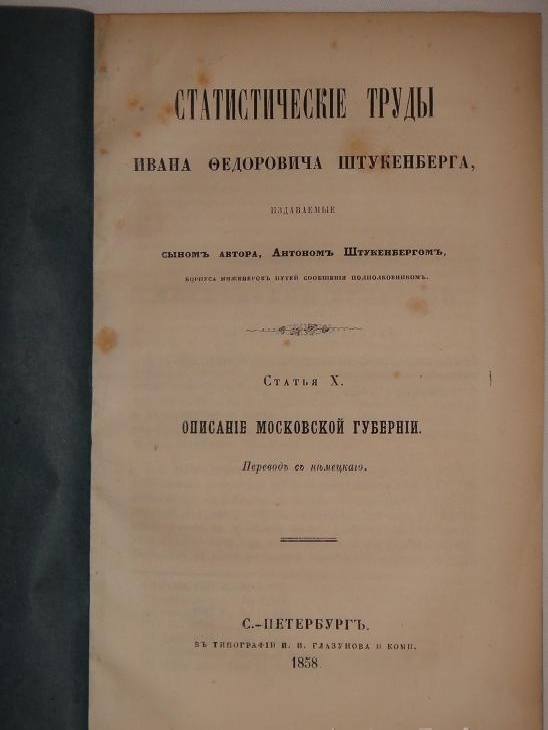 СТАТИСТИЧЕСКІЕ ТРУДЫ
ИВАНА ѲЕДОРОВИЧА ШТУКЕНБЕРГА,
ИЗДАВАЕМЫЕ
СЫНОМЪ АВТОРА, АНТОНОМЪ ШТУКЕНБЕРГОМЪ,
КОРПУСА ИНЖЕНЕРОВЪ ПУТЕЙ СООБЩЕНІЯ ПОДПОЛКОВНИКОМЪ.
СТАТЬЯ X.
ОПИСАНІЕ МОСКОВСКОЙ ГУБЕРНІИ.
Переводъ съ нѣмецкаго.
С.-ПЕТЕРБУРГЪ.
ВЪ ТИПОГРАФІИ И. И. ГЛАЗУНОВА И КОМП.
1858